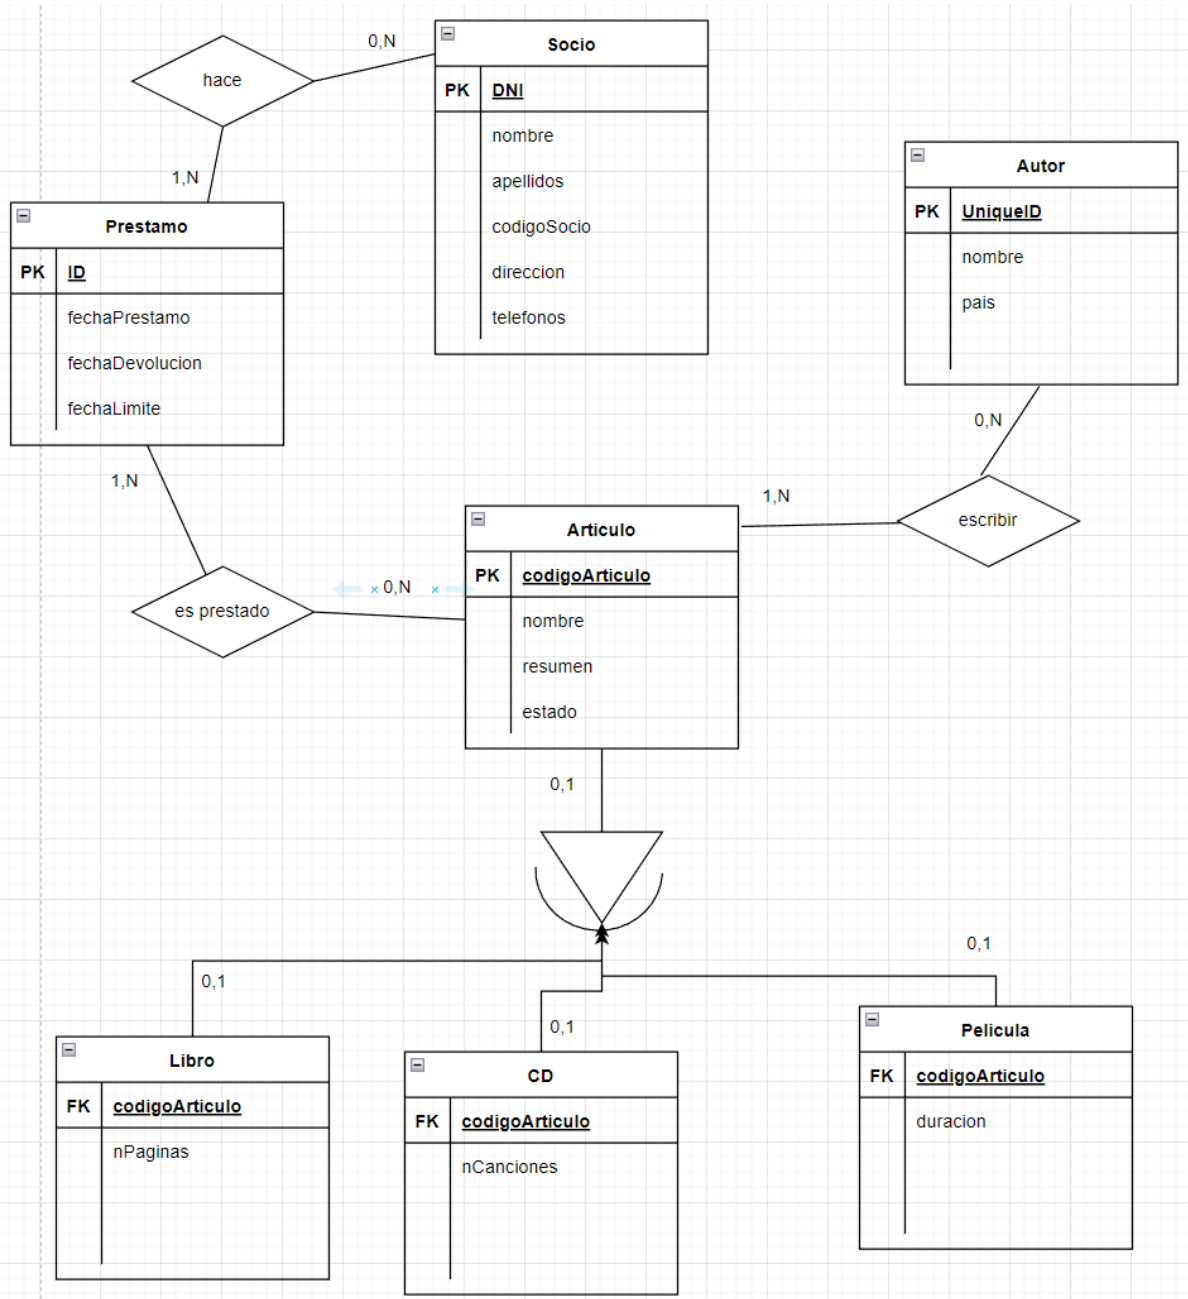 hace
0,N
1,N
Socio
PK DNI
nombre
apellidos
codigoSocio
direccion
telefonos
Autor
PK UniqueID
nombre
pais
Prestamo
PK ID
fechaPrestamo
fechaDevolucion
fechaLimite
1,N
es prestado
0,N
0,N
escribir
1,N
Articulo
PK codigoArticulo
nombre
resumen
estado
0,1
0,1
0,1
0,1
Libro
FK codigoArticulo
nPaginas
CD
FK codigoArticulo
nCanciones
Pelicula
FK codigoArticulo
duracion